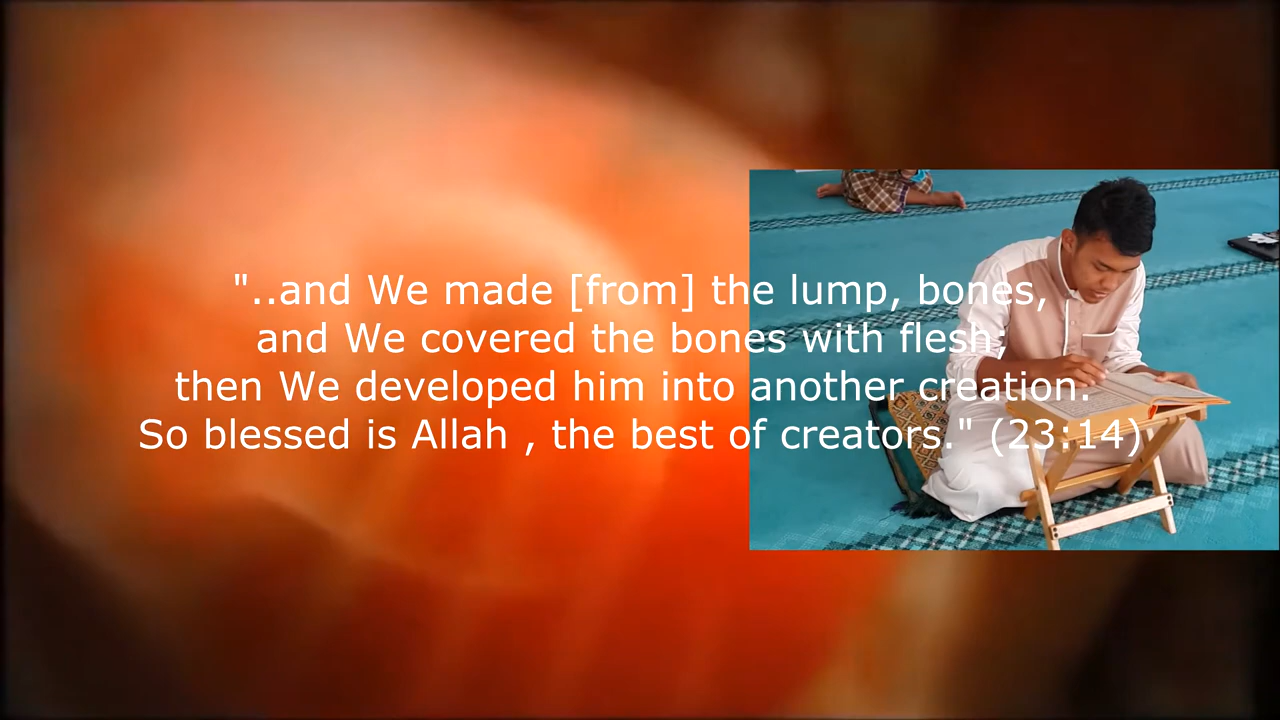 "..and We made [from] the lump, bones,
and We covered the bones with flesh;
then We developed him into another creation.
So blessed is Allah , the best of creators." (23:14)